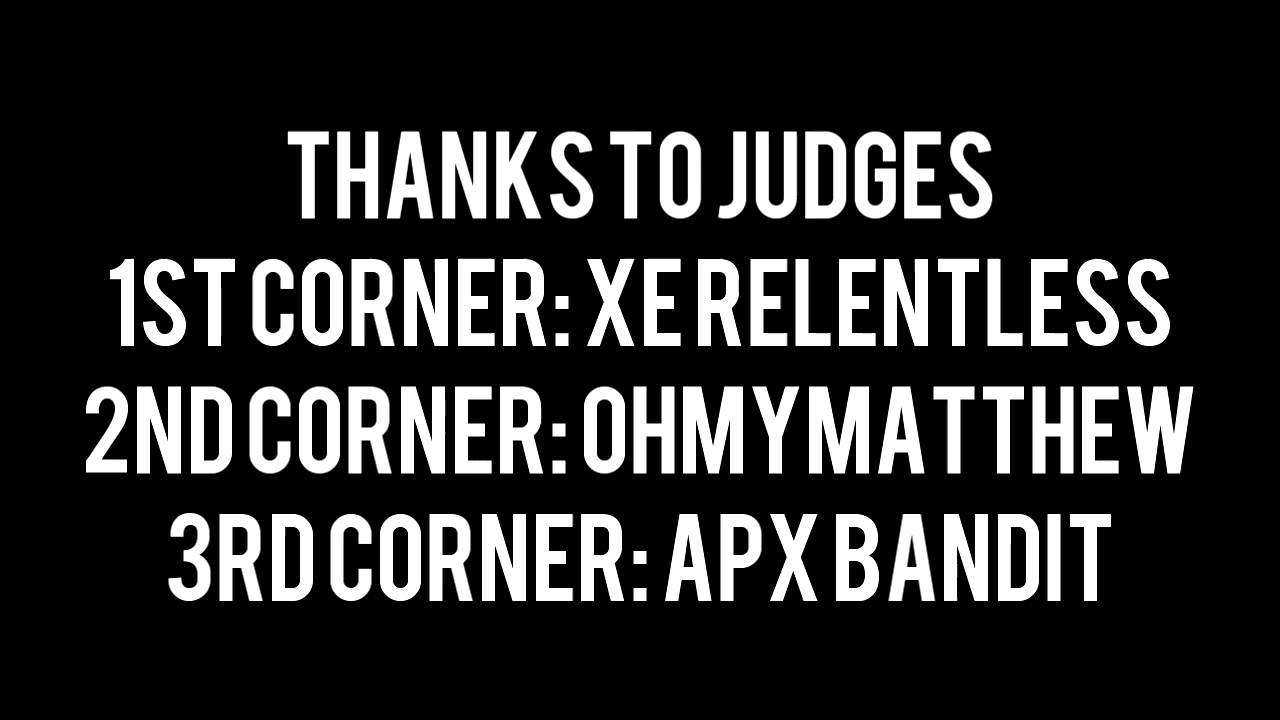 THANKS TO JUDGES
1ST CORNER: XE RELENTLESS
2ND CORNER: OHMYMATTHEW
3RD CORNER: APX BANDIT